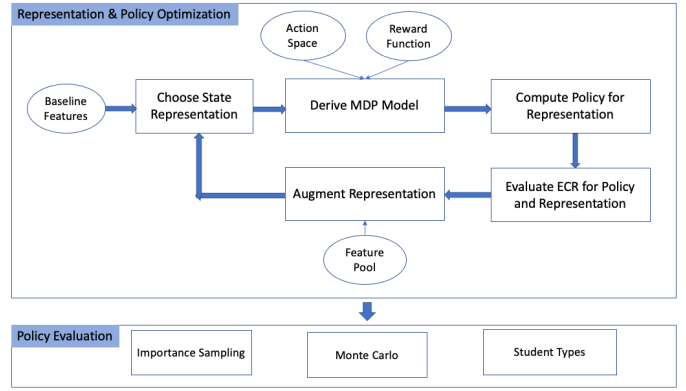 Representation & Policy Optimization
Action
Space
Reward
Function
Baseline
Features
Choose State
Representation
Derive MDP Model
Compute Policy for
Representation
Augment Representation
Evaluate ECR for Policy
and Representation
Feature
Pool
Policy Evaluation
Importance Sampling
Monte Carlo
Student Types